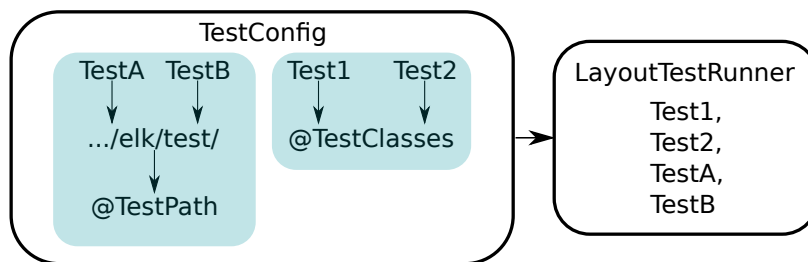 TestConfig
TestA TestB
.../elk/test/
@TestPath
Test1 Test2
@TestClasses
LayoutTestRunner
Test1,
Test2,
TestA,
TestB